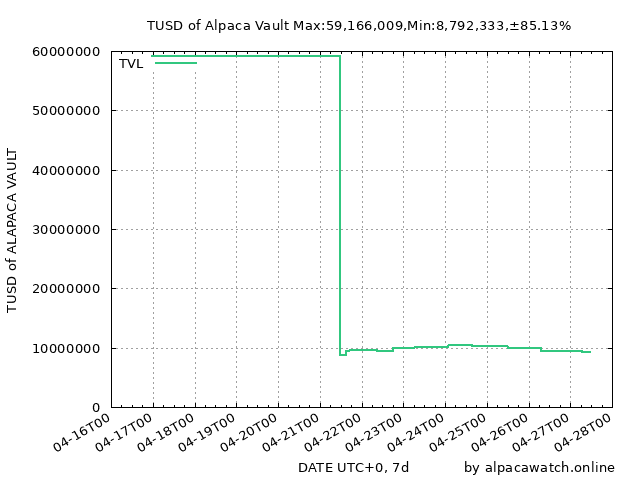 TUSD of Alpaca Vault Max:59,166,009,Min:8,792,333,±85.13%
TVL
60000000
50000000
40000000
30000000
20000000
10000000
0
TUSD of ALAPACA VAULT
04-16T00
04-17T00
04-18T00
04-19T00
04-20T00
04-21T00
04-22T00
04-23T00
04-24T00
04-25T00
04-26T00
04-27T00
04-28T00
DATE UTC+0, 7d
by alpacawatch.online